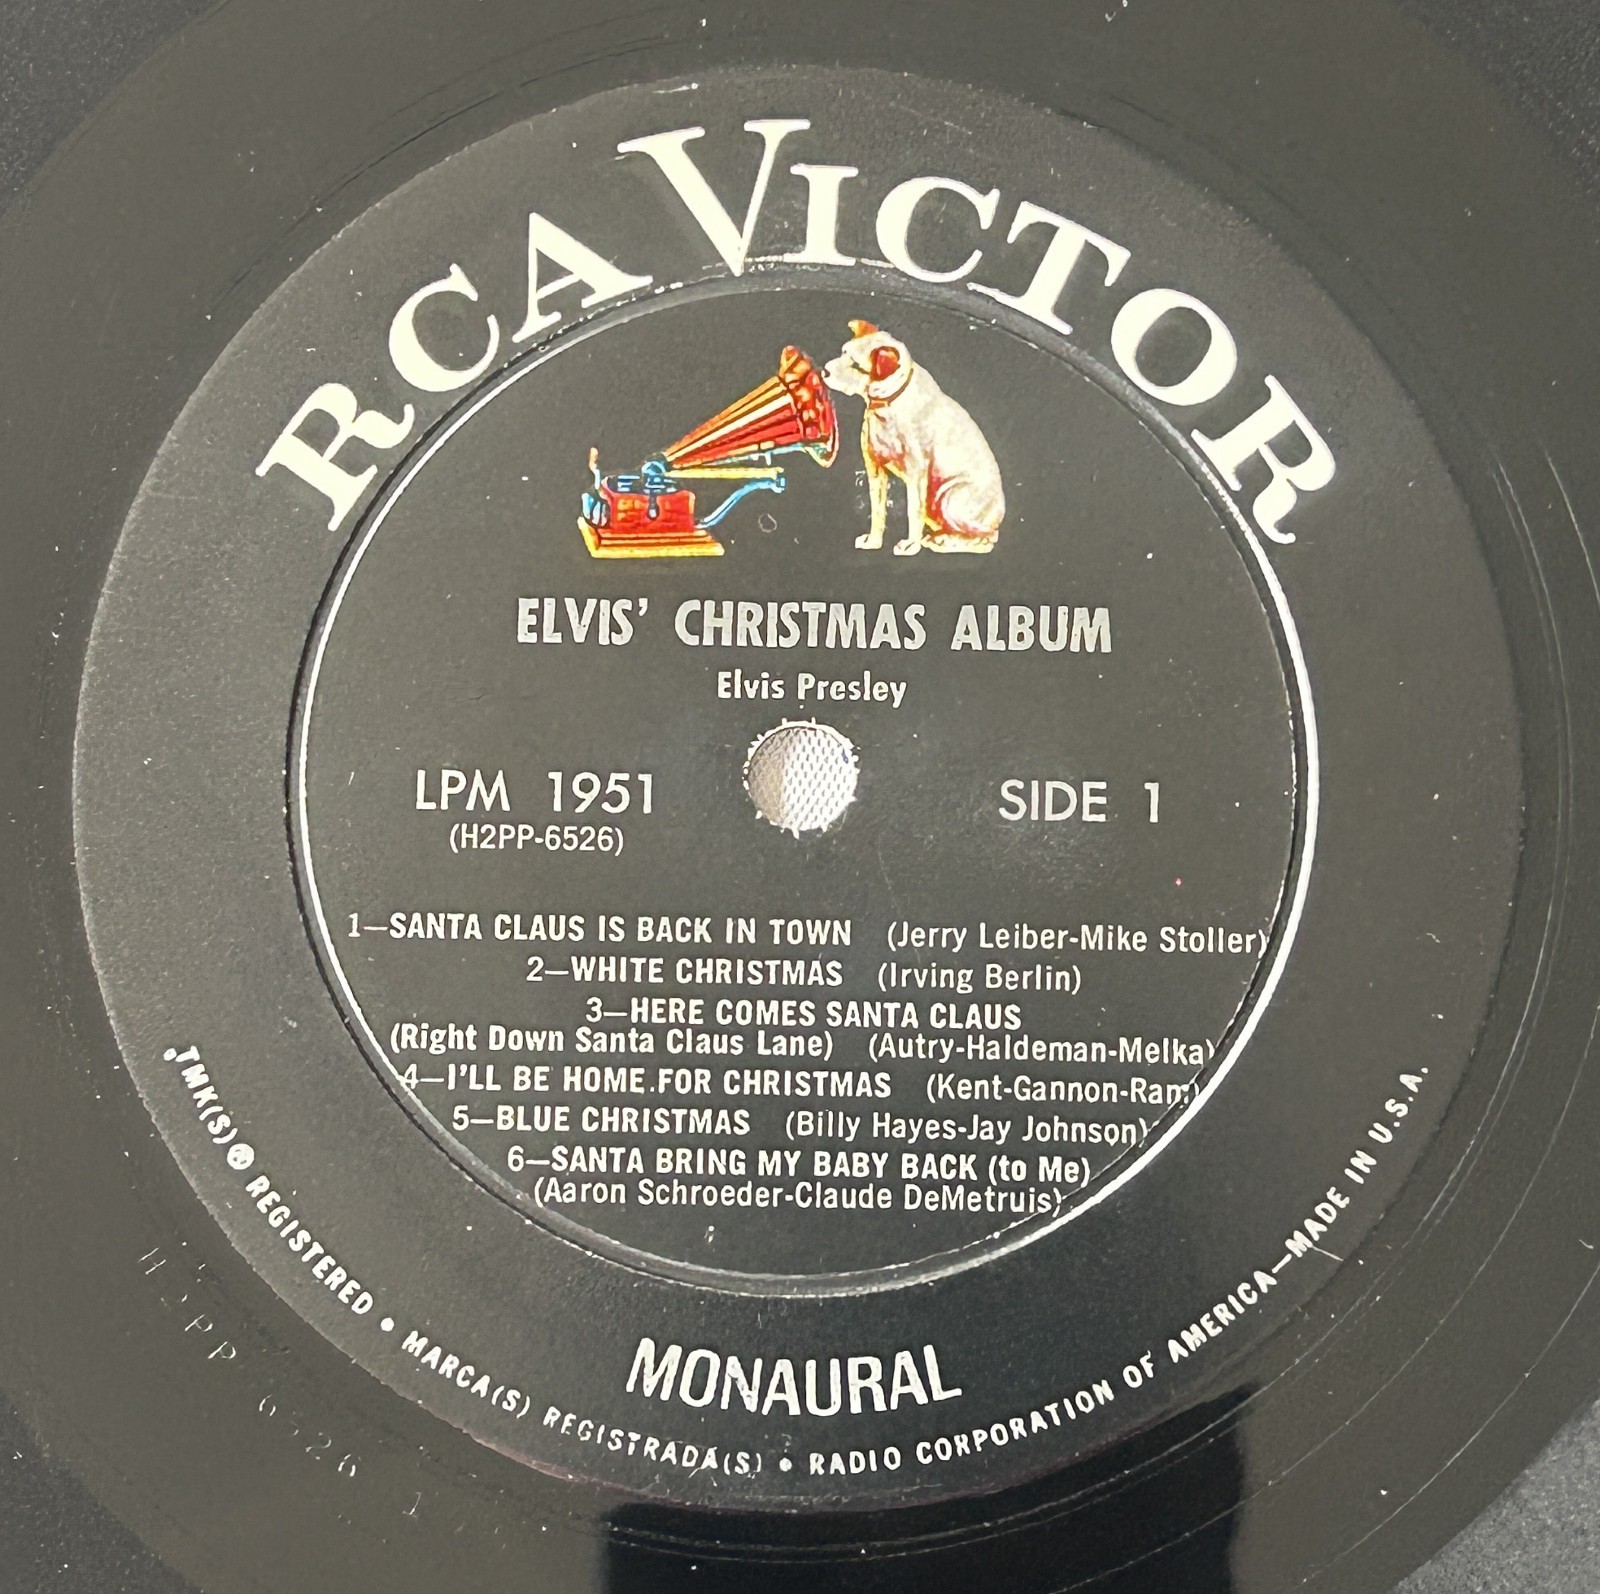 RCA VICTOR
ELVIS' CHRISTMAS ALBUM
Elvis Presley
LPM 1951
(H2PP-6526)
SIDE 1
1—SANTA CLAUS IS BACK IN TOWN (Jerry Leiber-Mike Stoller)
2—WHITE CHRISTMAS (Irving Berlin)
3—HERE COMES SANTA CLAUS
(Right Down Santa Claus Lane) (Autry-Haldeman-Melka)
4—I'LL BE HOME FOR CHRISTMAS (Kent-Gannon-Ram)
5—BLUE CHRISTMAS (Billy Hayes-Jay Johnson)
6—SANTA BRING MY BABY BACK (to Me)
(Aaron Schroeder-Claude DeMetruis)
MONAURAL
TMK(S) ® REGISTERED • MARCA(S) REGISTRADA(S) • RADIO CORPORATION OF AMERICA—MADE IN U.S.A.